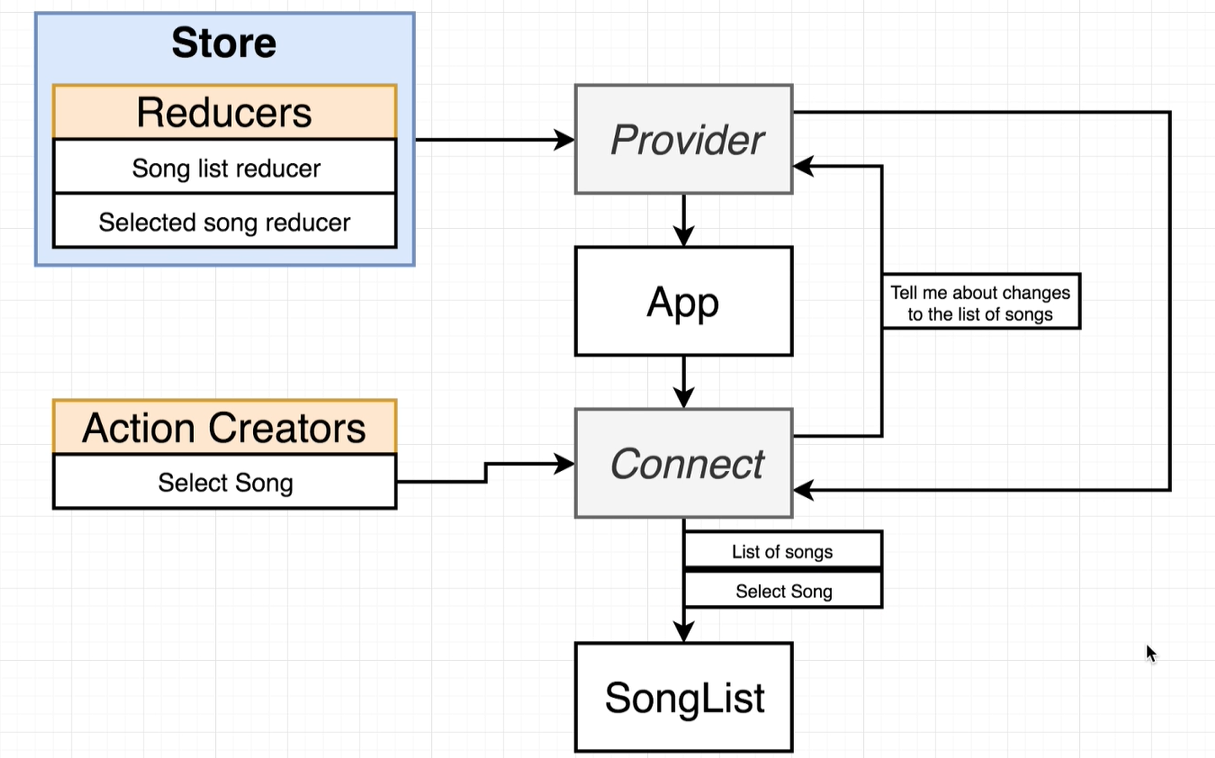 Store
Reducers
Song list reducer
Selected song reducer
Provider
App
Tell me about changes
to the list of songs
Action Creators
Select Song
Connect
List of songs
Select Song
SongList